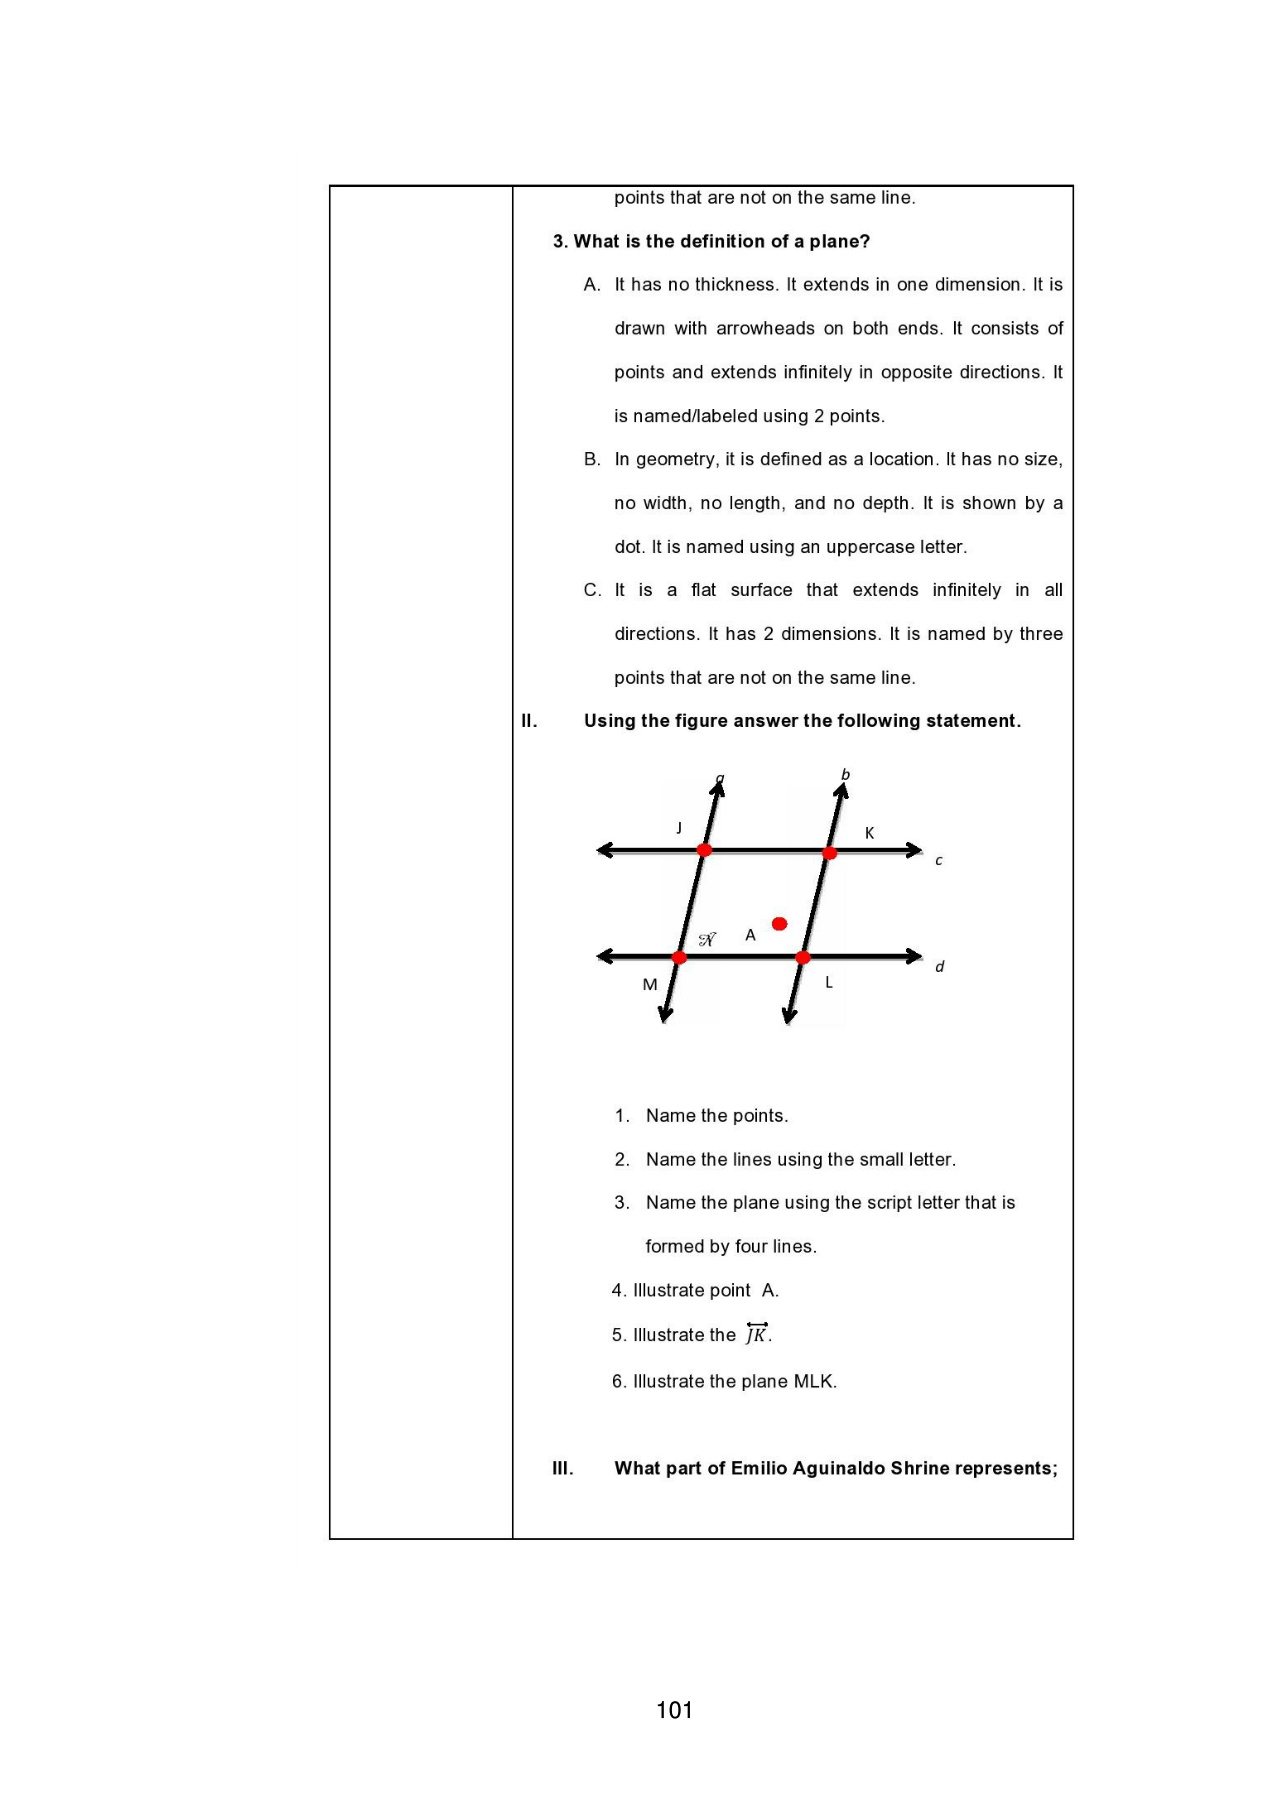 points that are not on the same line.
3. What is the definition of a plane?
A. It has no thickness. It extends in one dimension. It is
drawn with arrowheads on both ends. It consists of
points and extends infinitely in opposite directions. It
is named/labeled using 2 points.
B. In geometry, it is defined as a location. It has no size,
no width, no length, and no depth. It is shown by a
dot. It is named using an uppercase letter.
C. It is a flat surface that extends infinitely in all
directions. It has 2 dimensions. It is named by three
points that are not on the same line.
II. Using the figure answer the following statement.
a
b
J
K
c
𝒩
A
d
M
L
1. Name the points.
2. Name the lines using the small letter.
3. Name the plane using the script letter that is
formed by four lines.
4. Illustrate point A.
5. Illustrate the JK.
6. Illustrate the plane MLK.
III. What part of Emilio Aguinaldo Shrine represents;
101